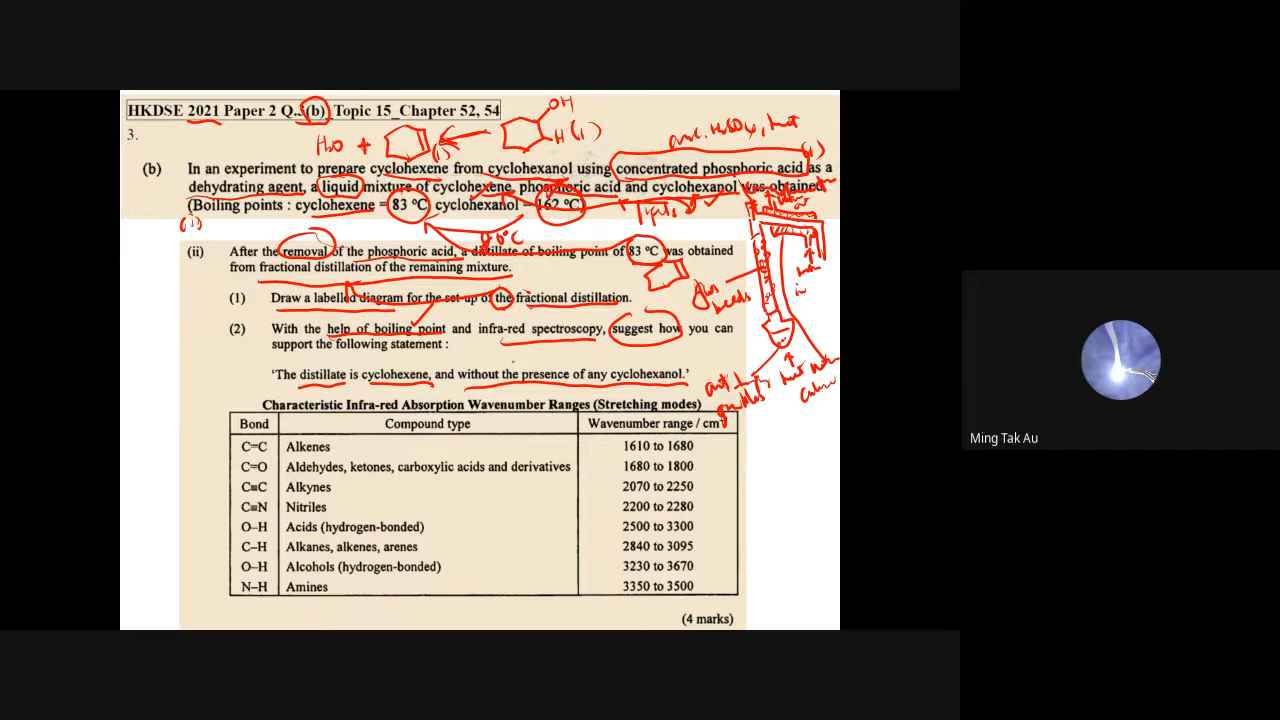 HKDSE 2021 Paper 2 Q.3(b)_Topic 15_Chapter 52, 54
OH
H₂O +
H (1)
3.
conc. H₂SO₄, heat
(b) In an experiment to prepare cyclohexene from cyclohexanol using concentrated phosphoric acid as a
dehydrating agent, a liquid mixture of cyclohexene, phosphoric acid and cyclohexanol was obtained.
(Boiling points : cyclohexene = 83 °C, cyclohexanol = 162 °C)
(ii) After the removal of the phosphoric acid, a distillate of boiling point of 83 °C was obtained
from fractional distillation of the remaining mixture.
(1) Draw a labelled diagram for the set-up of the fractional distillation.
glass
beads
(2) With the help of boiling point and infra-red spectroscopy, suggest how you can
support the following statement :
'The distillate is cyclohexene, and without the presence of any cyclohexanol.'
heat
Characteristic Infra-red Absorption Wavenumber Ranges (Stretching modes)
Bond Compound type Wavenumber range / cm⁻¹
C=C Alkenes 1610 to 1680
C=O Aldehydes, ketones, carboxylic acids and derivatives 1680 to 1800
C≡C Alkynes 2070 to 2250
C≡N Nitriles 2200 to 2280
O–H Acids (hydrogen-bonded) 2500 to 3300
C–H Alkanes, alkenes, arenes 2840 to 3095
O–H Alcohols (hydrogen-bonded) 3230 to 3670
N–H Amines 3350 to 3500
(4 marks)
Ming Tak Au